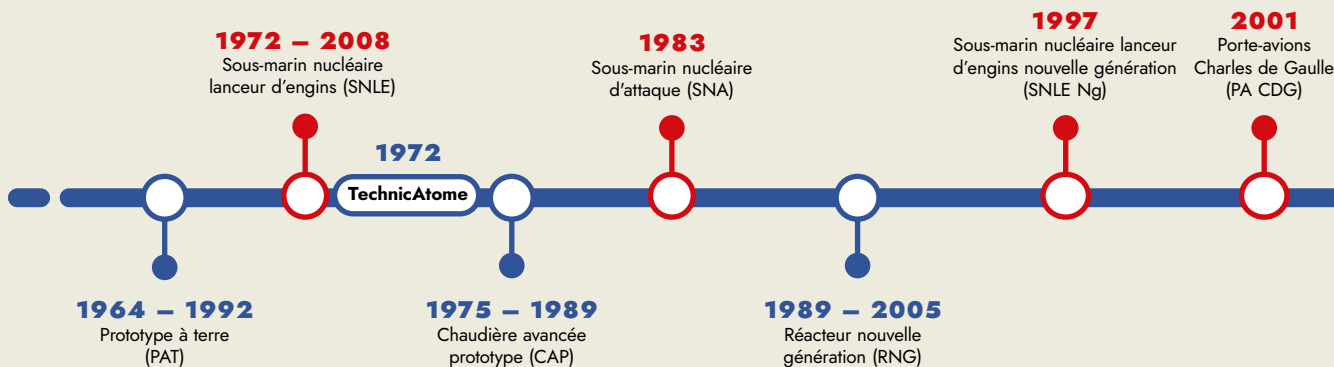 1972 – 2008
Sous-marin nucléaire
lanceur d'engins (SNLE)
1983
Sous-marin nucléaire
d'attaque (SNA)
1997
Sous-marin nucléaire lanceur
d'engins nouvelle génération
(SNLE Ng)
2001
Porte-avions
Charles de Gaulle
(PA CDG)
1972
TechnicAtome
1964 – 1992
Prototype à terre
(PAT)
1975 – 1989
Chaudière avancée
prototype (CAP)
1989 – 2005
Réacteur nouvelle
génération (RNG)